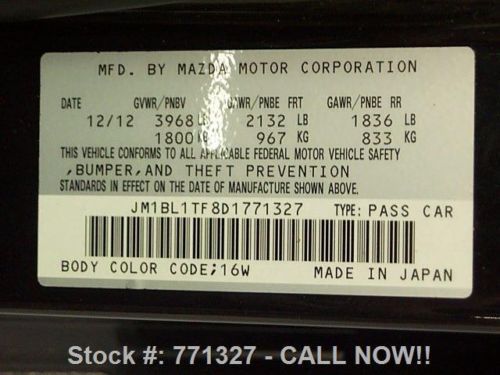 MFD. BY MAZDA MOTOR CORPORATION
DATE GVWR/PNBV GAWR/PNBE FRT GAWR/PNBE RR
12/12 3968 LB 2132 LB 1836 LB
1800 KG 967 KG 833 KG
THIS VEHICLE CONFORMS TO ALL APPLICABLE FEDERAL MOTOR VEHICLE SAFETY
,BUMPER,AND THEFT PREVENTION
STANDARDS IN EFFECT ON THE DATE OF MANUFACTURE SHOWN ABOVE.
JM1BL1TF8D1771327 TYPE: PASS CAR
BODY COLOR CODE;16W MADE IN JAPAN
Stock #: 771327 - CALL NOW!!